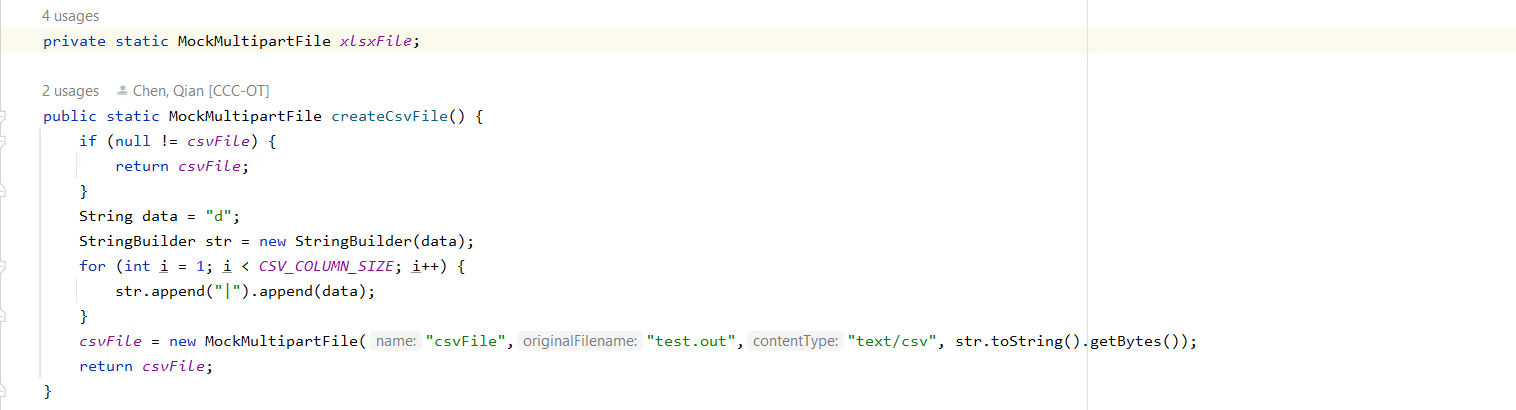 4 usages
private static MockMultipartFile xlsxFile;
2 usages Chen, Qian [CCC-OT]
public static MockMultipartFile createCsvFile() {
if (null != csvFile) {
return csvFile;
}
String data = "d";
StringBuilder str = new StringBuilder(data);
for (int i = 1; i < CSV_COLUMN_SIZE; i++) {
str.append("|").append(data);
}
csvFile = new MockMultipartFile( name: "csvFile", originalFilename: "test.out", contentType: "text/csv", str.toString().getBytes());
return csvFile;
}